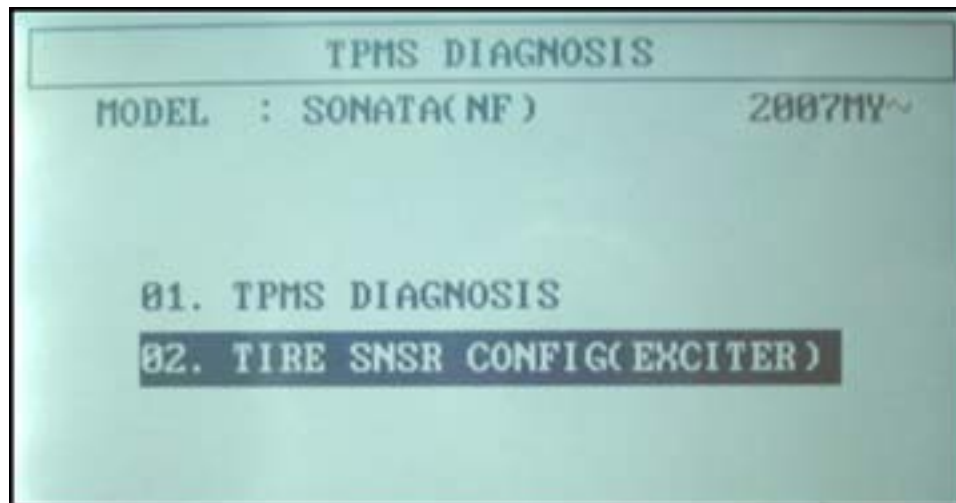 TPMS DIAGNOSIS
MODEL : SONATA(NF) 2007MY~
01. TPMS DIAGNOSIS
02. TIRE SNSR CONFIG(EXCITER)